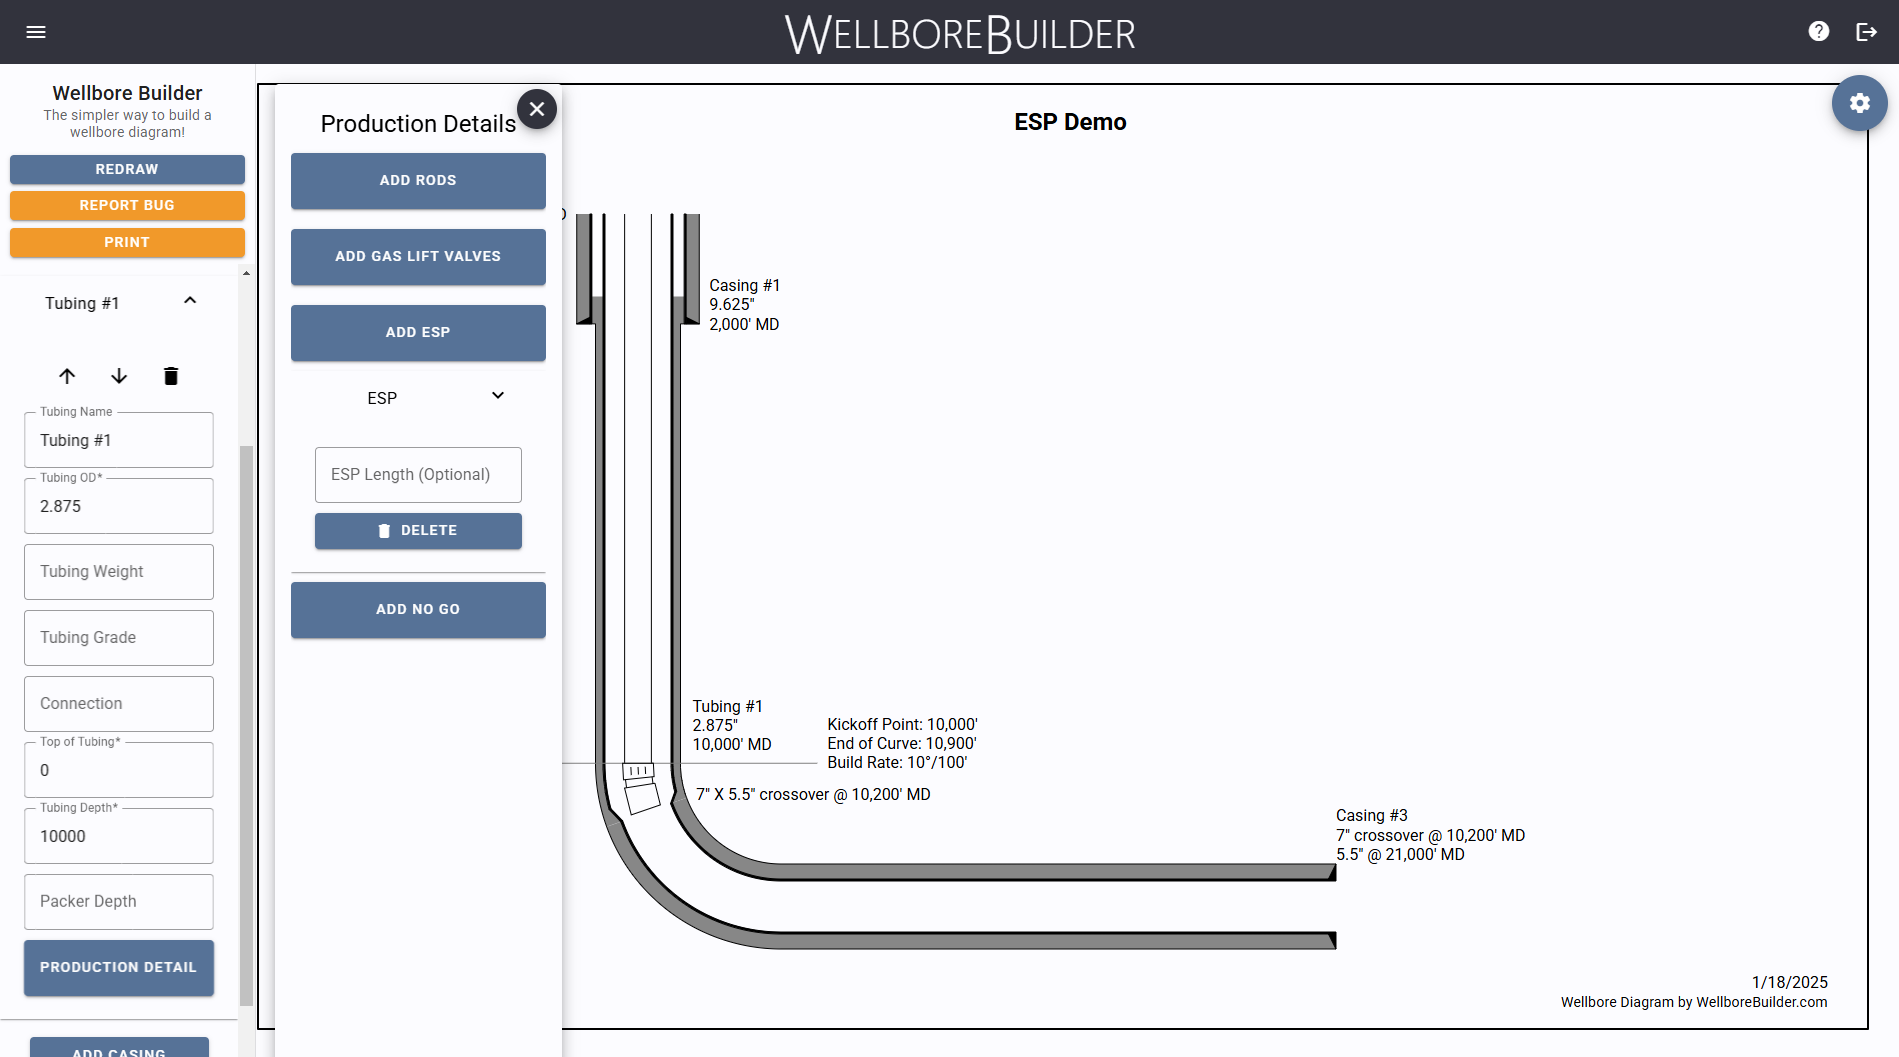 WELLBOREBUILDER
Wellbore Builder
The simpler way to build a
wellbore diagram!
REDRAW
REPORT BUG
PRINT
Tubing #1
Tubing Name
Tubing #1
Tubing OD*
2.875
Tubing Weight
Tubing Grade
Connection
Top of Tubing*
0
Tubing Depth*
10000
Packer Depth
PRODUCTION DETAIL
ADD CASING
Production Details
ADD RODS
ADD GAS LIFT VALVES
ADD ESP
ESP
ESP Length (Optional)
DELETE
ADD NO GO
ESP Demo
Casing #1
9.625"
2,000' MD
Tubing #1
2.875"
10,000' MD
Kickoff Point: 10,000'
End of Curve: 10,900'
Build Rate: 10°/100'
7" X 5.5" crossover @ 10,200' MD
Casing #3
7" crossover @ 10,200' MD
5.5" @ 21,000' MD
1/18/2025
Wellbore Diagram by WellboreBuilder.com